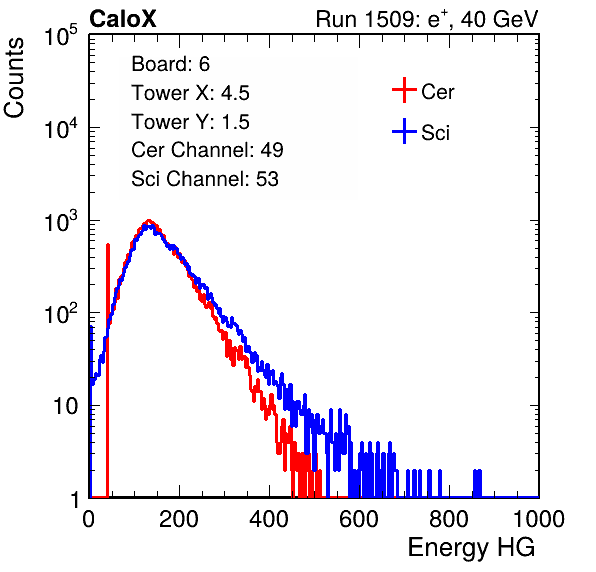 CaloX Run 1509: e⁺, 40 GeV
Counts
Board: 6
Tower X: 4.5
Tower Y: 1.5
Cer Channel: 49
Sci Channel: 53
Cer
Sci
10⁵
10⁴
10³
10²
10
1
0 200 400 600 800 1000
Energy HG